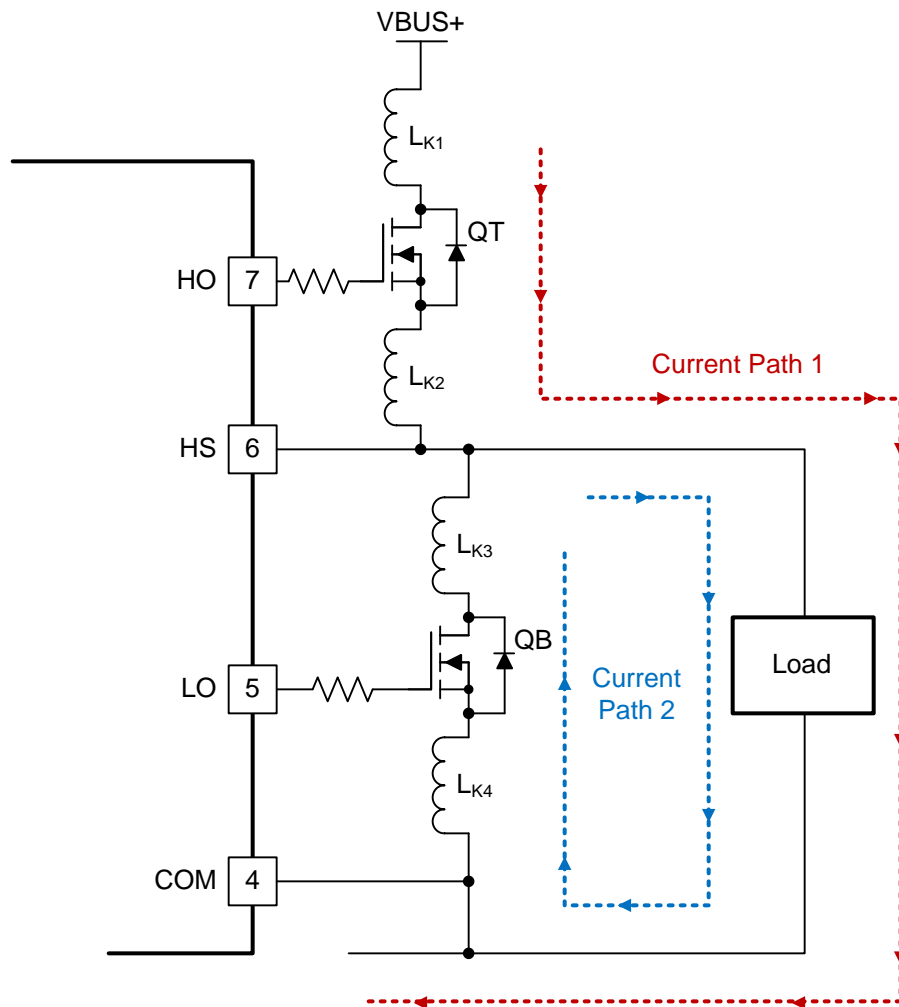 VBUS+
LK1
QT
HO 7
Current Path 1
LK2
HS 6
LK3
QB
LO 5
Current
Path 2
Load
LK4
COM 4